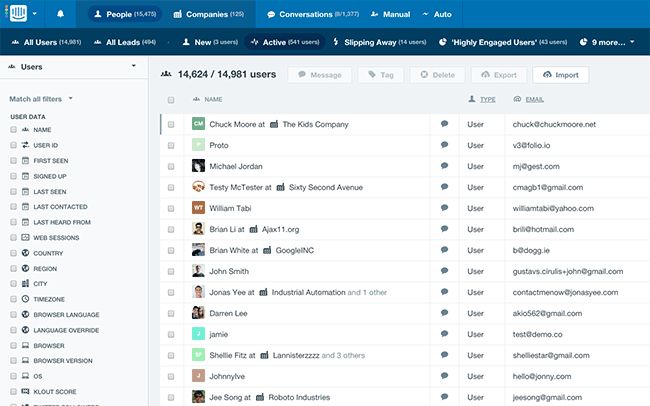 People (15,475) Companies (125) Conversations (8/1,377) Manual Auto
All Users (14,981) All Leads (494) New (3 users) Active (541 users) Slipping Away (14 users) 'Highly Engaged Users' (43 users) 9 more...
Users
14,624 / 14,981 users Message Tag Delete Export Import
Match all filters
NAME TYPE EMAIL
USER DATA
NAME
USER ID
FIRST SEEN
SIGNED UP
LAST SEEN
LAST CONTACTED
LAST HEARD FROM
WEB SESSIONS
COUNTRY
REGION
CITY
TIMEZONE
BROWSER LANGUAGE
LANGUAGE OVERRIDE
BROWSER
BROWSER VERSION
OS
KLOUT SCORE
CM Chuck Moore at The Kids Company User chuck@chuckmoore.net
P Proto User v3@folio.io
Michael Jordan User mj@gest.com
Testy McTester at Sixty Second Avenue User cmagb1@gmail.com
WT William Tabi User williamtabi@yahoo.com
Brian Li at Ajax11.org User brili@hotmail.com
Brian White at GoogleINC User b@dogg.ie
John Smith User gustavs.cirulis+john@gmail.com
Jonas Yee at Industrial Automation and 1 other User contactmenow@jonasyee.com
Darren Lee User akio562@gmail.com
J jamie User test@demo.co
SF Shellie Fitz at Lannisterzzzz and 3 others User shelliestar@gmail.com
J JohnnyIve User hello@jonny.com
Jee Song at Roboto Industries User jeesong@gmail.com